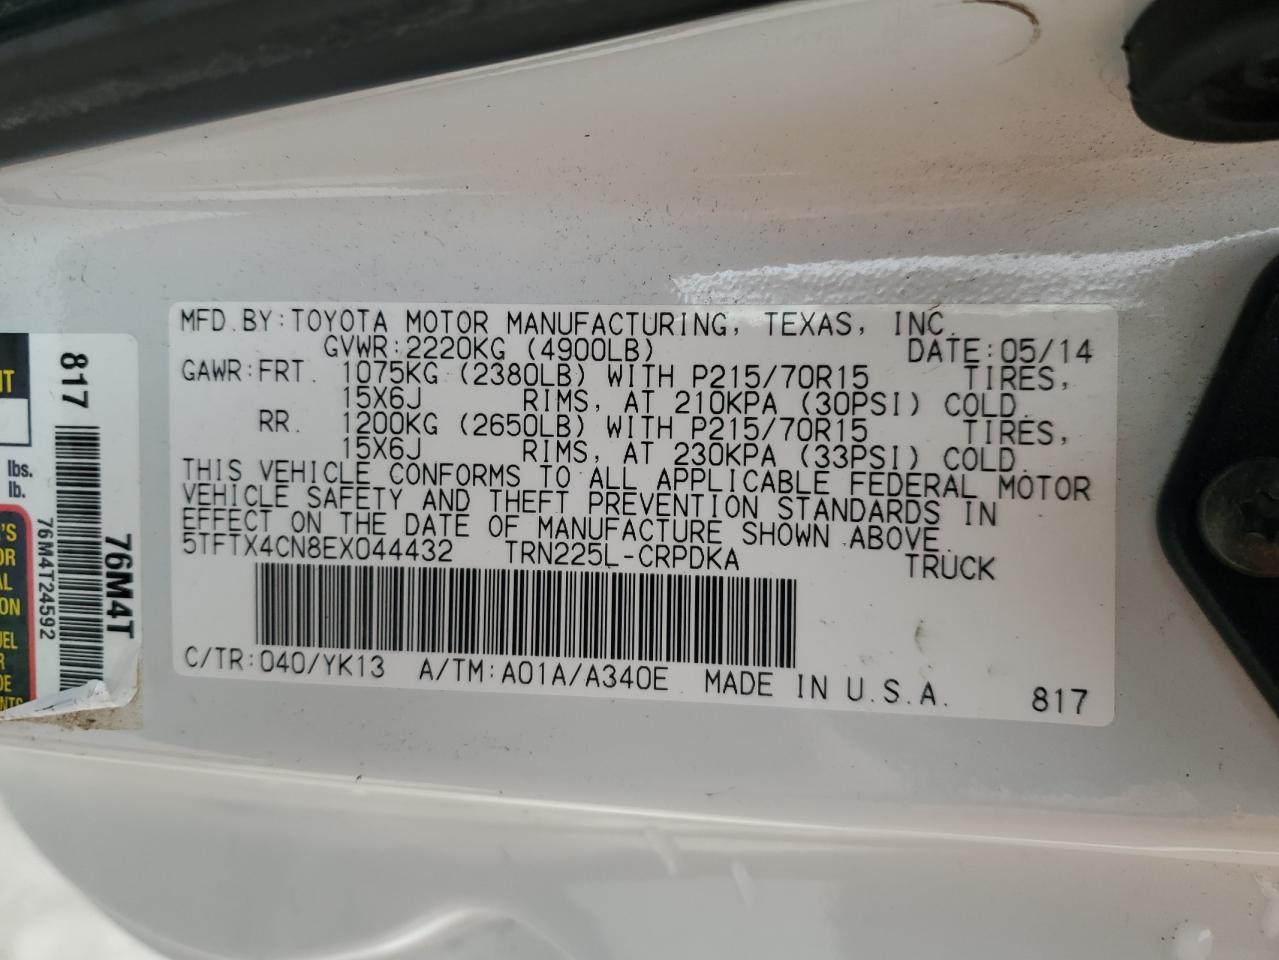 MFD.BY:TOYOTA MOTOR MANUFACTURING, TEXAS, INC.
GVWR:2220KG (4900LB) DATE:05/14
GAWR:FRT. 1075KG (2380LB) WITH P215/70R15 TIRES,
15X6J RIMS, AT 210KPA (30PSI) COLD.
RR. 1200KG (2650LB) WITH P215/70R15 TIRES,
15X6J RIMS, AT 230KPA (33PSI) COLD.
THIS VEHICLE CONFORMS TO ALL APPLICABLE FEDERAL MOTOR
VEHICLE SAFETY AND THEFT PREVENTION STANDARDS IN
EFFECT ON THE DATE OF MANUFACTURE SHOWN ABOVE.
5TFTX4CN8EX044432 TRN225L-CRPDKA TRUCK
C/TR:040/YK13 A/TM:A01A/A340E MADE IN U.S.A. 817
817
76M4T
76M4T24592
lbs.
lb.